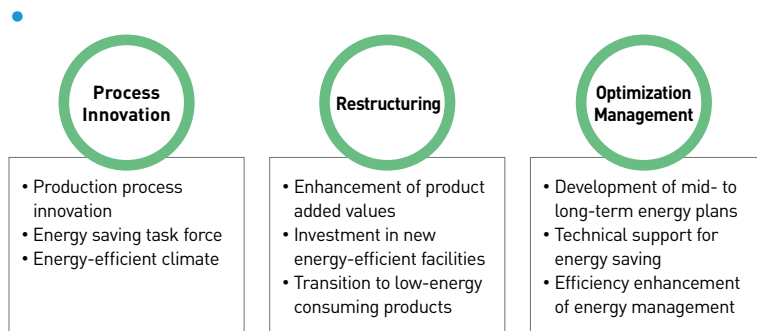 Process
Innovation
• Production process
innovation
• Energy saving task force
• Energy-efficient climate
Restructuring
• Enhancement of product
added values
• Investment in new
energy-efficient facilities
• Transition to low-energy
consuming products
Optimization
Management
• Development of mid- to
long-term energy plans
• Technical support for
energy saving
• Efficiency enhancement
of energy management